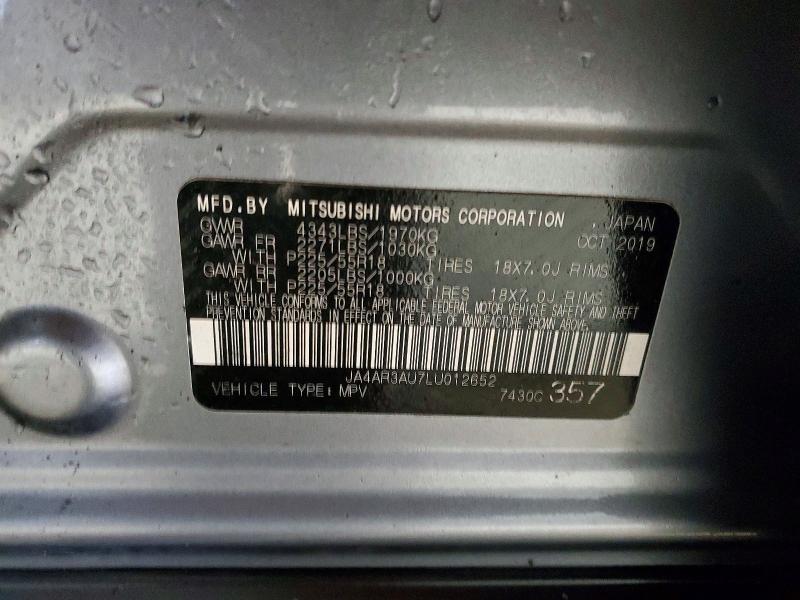 MFD.BY MITSUBISHI MOTORS CORPORATION , JAPAN
GVWR 4343LBS/1970KG OCT 2019
GAWR FR 2271LBS/1030KG
WITH P225/55R18 TIRES 18X7.0J RIMS
GAWR RR 2205LBS/1000KG
WITH P225/55R18 TIRES 18X7.0J RIMS
THIS VEHICLE CONFORMS TO ALL APPLICABLE FEDERAL MOTOR VEHICLE SAFETY AND THEFT
PREVENTION STANDARDS IN EFFECT ON THE DATE OF MANUFACTURE SHOWN ABOVE.
JA4AR3AU7LU012652
VEHICLE TYPE: MPV 7430C 357